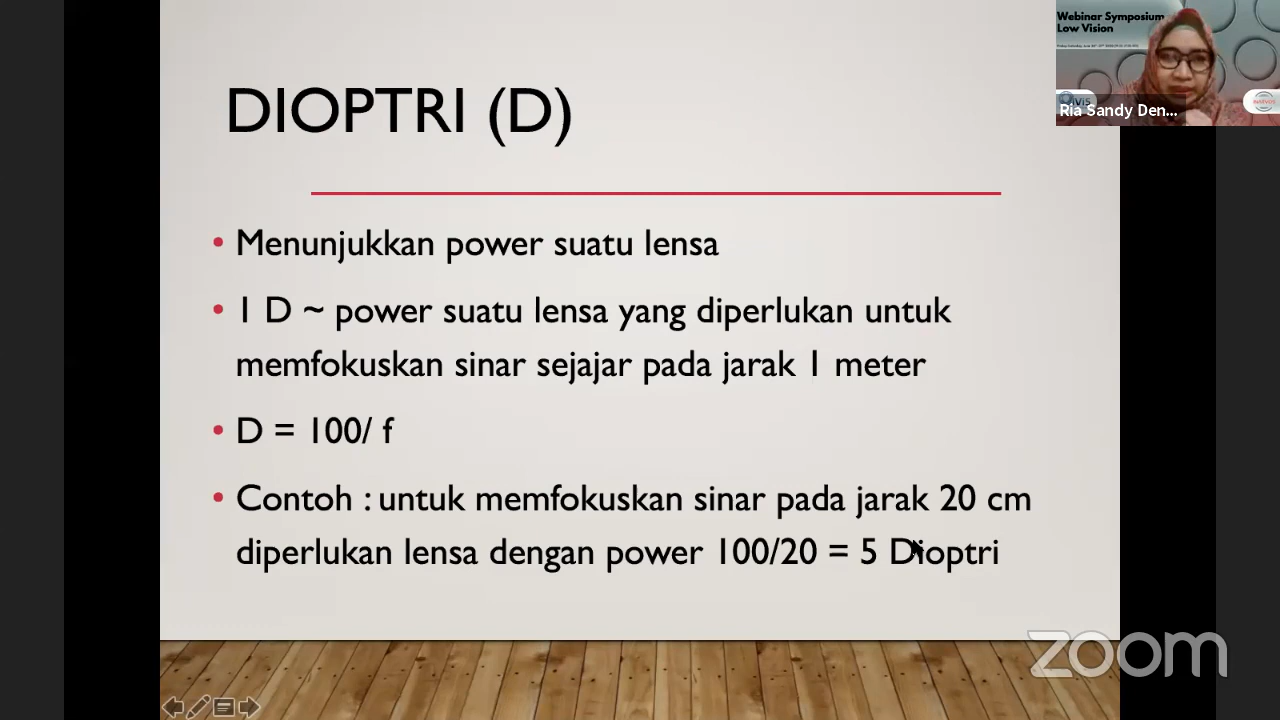 Webinar Symposium
Low Vision
Ria Sandy Den...
DIOPTRI (D)
• Menunjukkan power suatu lensa
• 1 D ~ power suatu lensa yang diperlukan untuk
memfokuskan sinar sejajar pada jarak 1 meter
• D = 100/ f
• Contoh : untuk memfokuskan sinar pada jarak 20 cm
diperlukan lensa dengan power 100/20 = 5 Dioptri
zoom